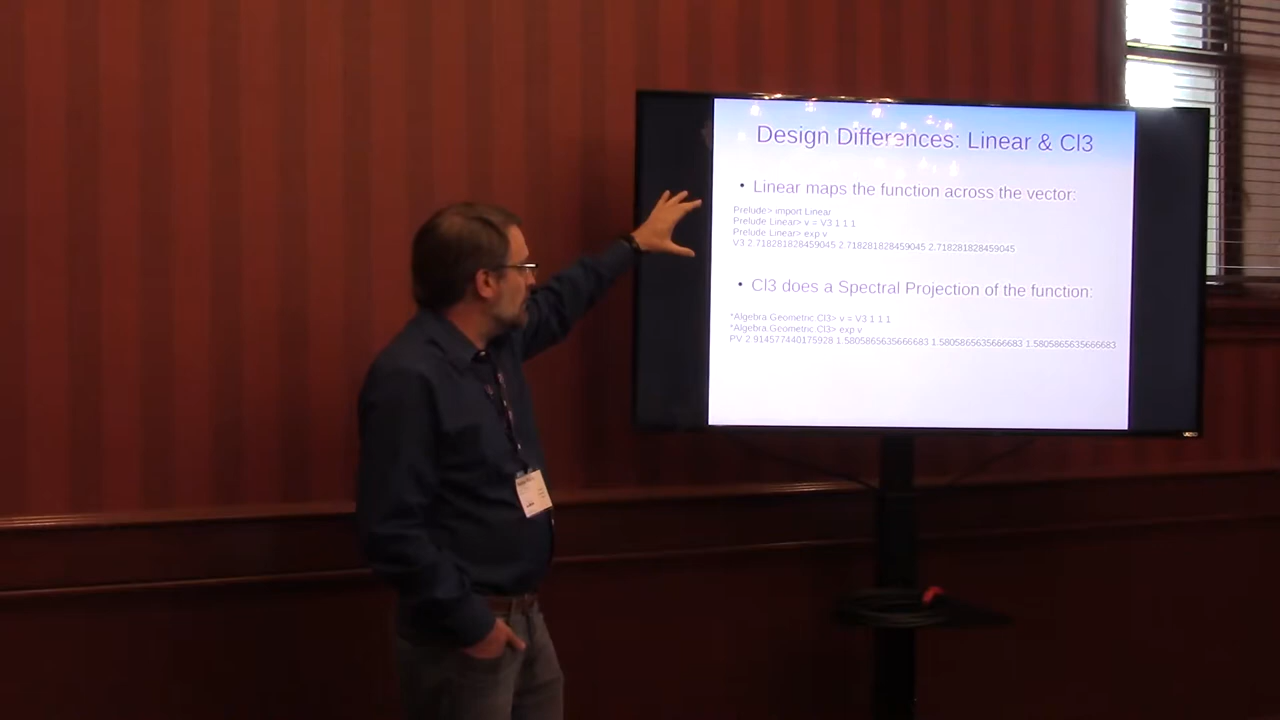 Design Differences: Linear & Cl3
• Linear maps the function across the vector:
Prelude> import Linear
Prelude Linear> v = V3 1 1 1
Prelude Linear> exp v
V3 2.718281828459045 2.718281828459045 2.718281828459045
• Cl3 does a Spectral Projection of the function:
*Algebra.Geometric.Cl3> v = V3 1 1 1
*Algebra.Geometric.Cl3> exp v
PV 2.914577440175928 1.5805865635666683 1.5805865635666683 1.5805865635666683
VIZIO